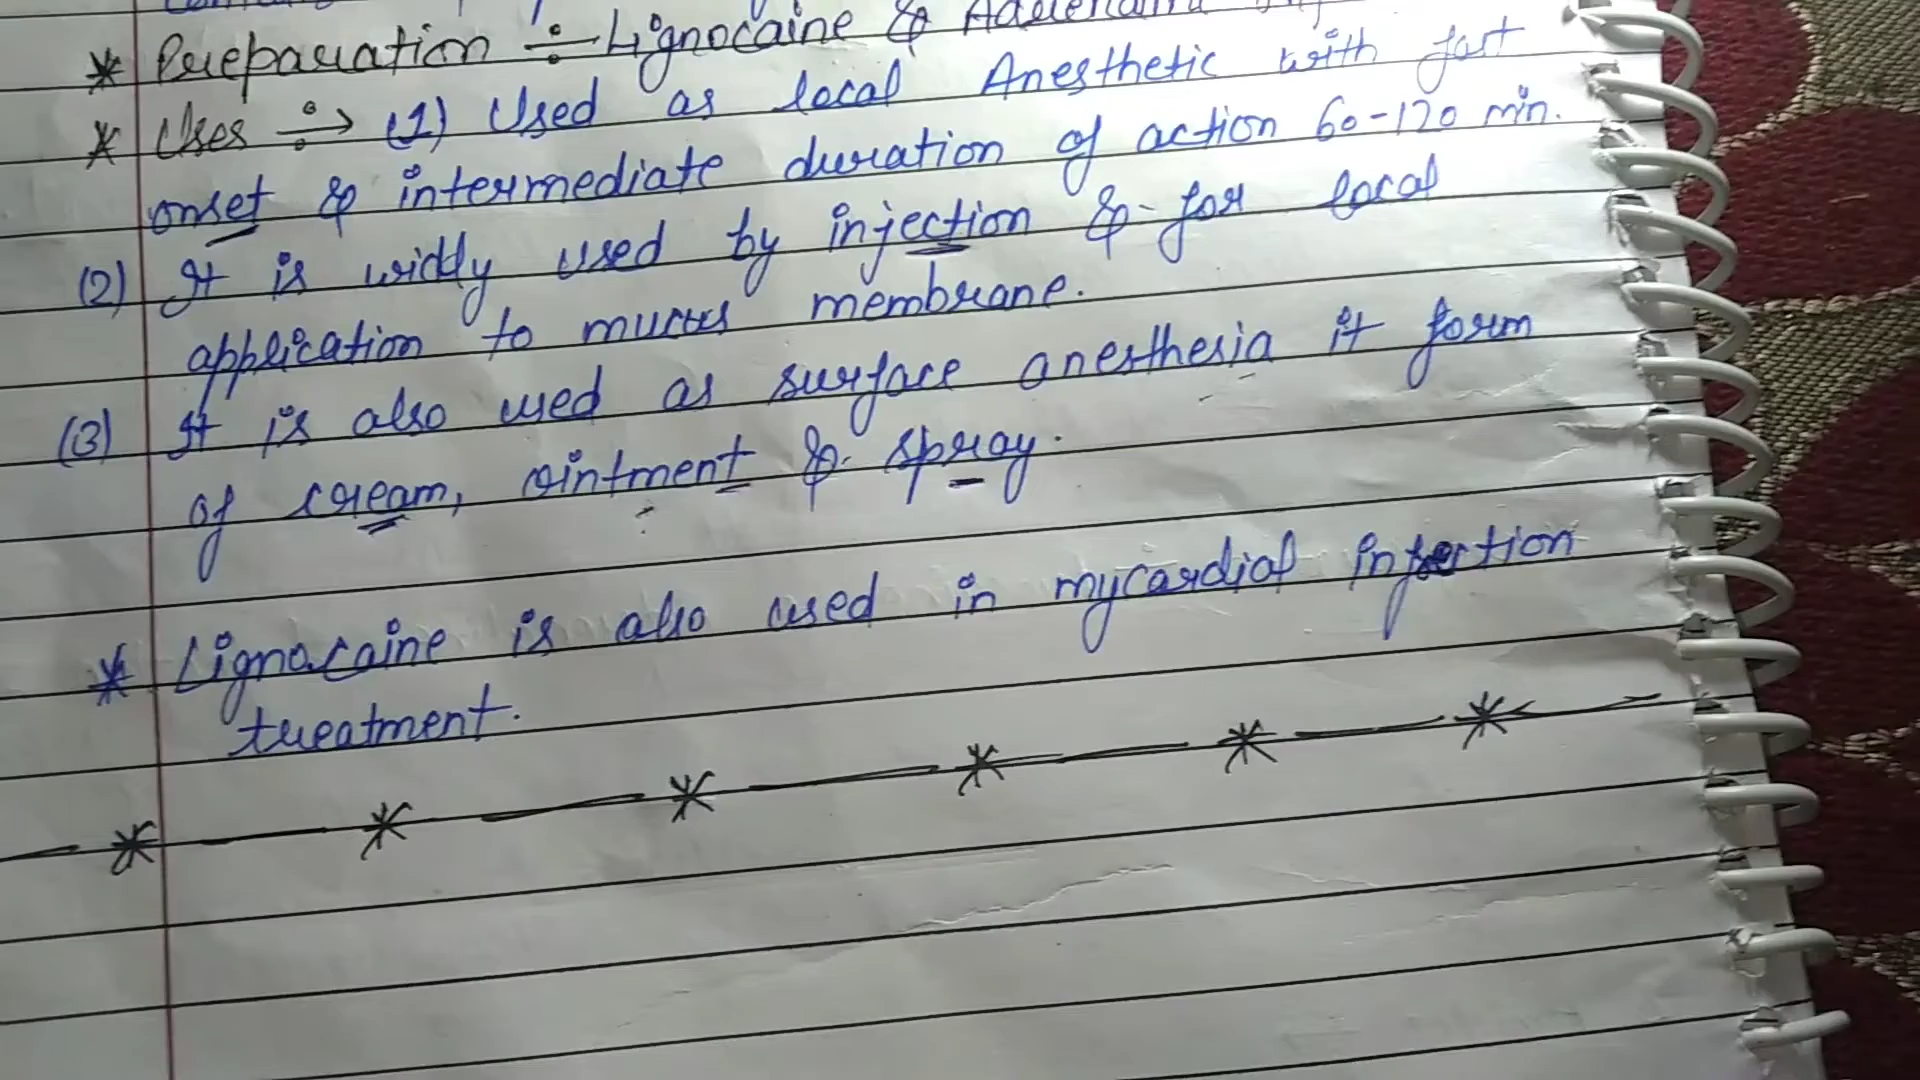 * Preparation ÷ Lignocaine & Adrenaline
* Uses ÷→ (1) Used as local Anesthetic with fast
onset & intermediate duration of action 60-120 min.
(2) It is widly used by injection & for local
application to mucus membrane.
(3) It is also used as surface anesthesia it form
of cream, ointment & spray.
* Lignocaine is also used in mycardial infection
treatment.